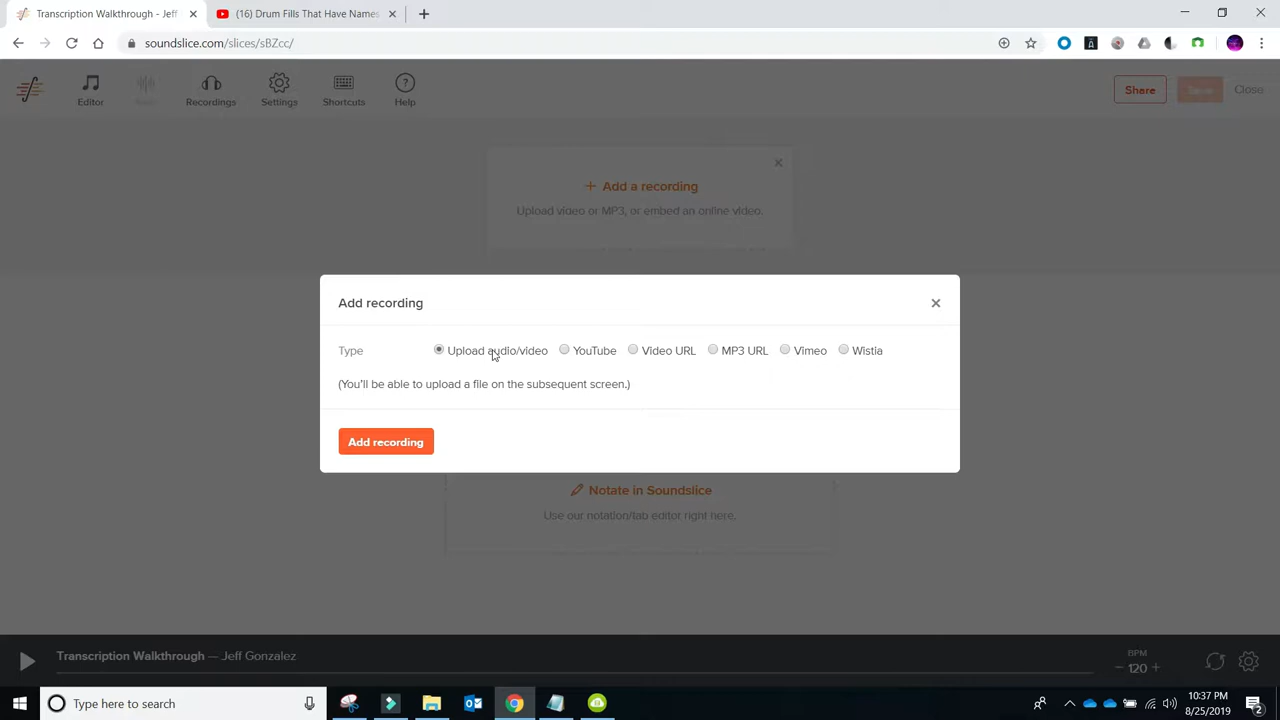 Transcription Walkthrough - Jeff
(16) Drum Fills That Have Names
soundslice.com/slices/sBZcc/
Editor
Recordings
Settings
Shortcuts
Help
Share
Save
Close
+ Add a recording
Upload video or MP3, or embed an online video.
Add recording
Type Upload audio/video YouTube Video URL MP3 URL Vimeo Wistia
(You'll be able to upload a file on the subsequent screen.)
Add recording
Notate in Soundslice
Use our notation/tab editor right here.
Transcription Walkthrough — Jeff Gonzalez
BPM
− 120 +
Type here to search
10:37 PM
8/25/2019
2